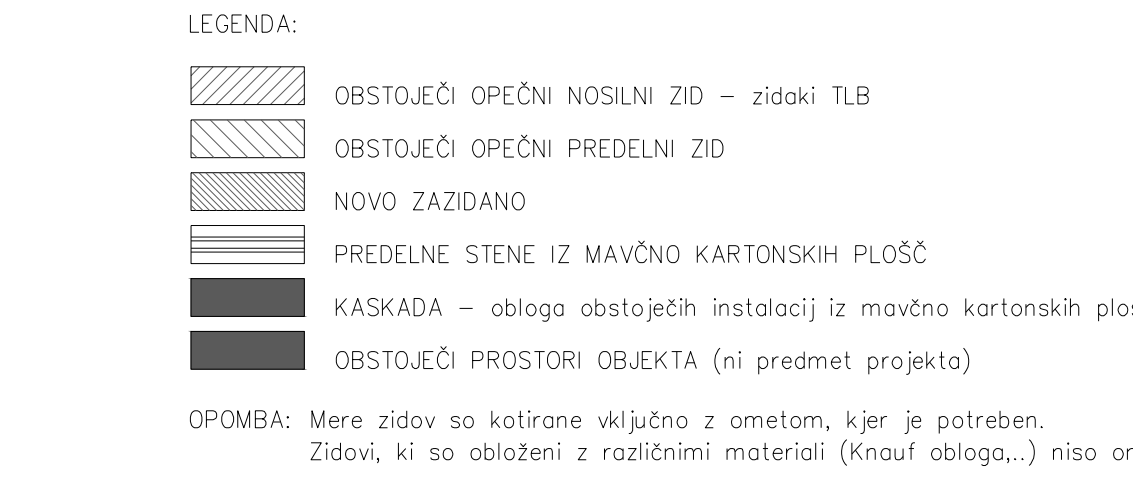 LEGENDA:
OBSTOJEČI OPEČNI NOSILNI ZID – zidaki TLB
OBSTOJEČI OPEČNI PREDELNI ZID
NOVO ZAZIDANO
PREDELNE STENE IZ MAVČNO KARTONSKIH PLOŠČ
KASKADA – obloga obstoječih instalacij iz mavčno kartonskih
OBSTOJEČI PROSTORI OBJEKTA (ni predmet projekta)
OPOMBA: Mere zidov so kotirane vključno z ometom, kjer je potreben.
Zidovi, ki so obloženi z različnimi materiali (Knauf obloga,..) niso